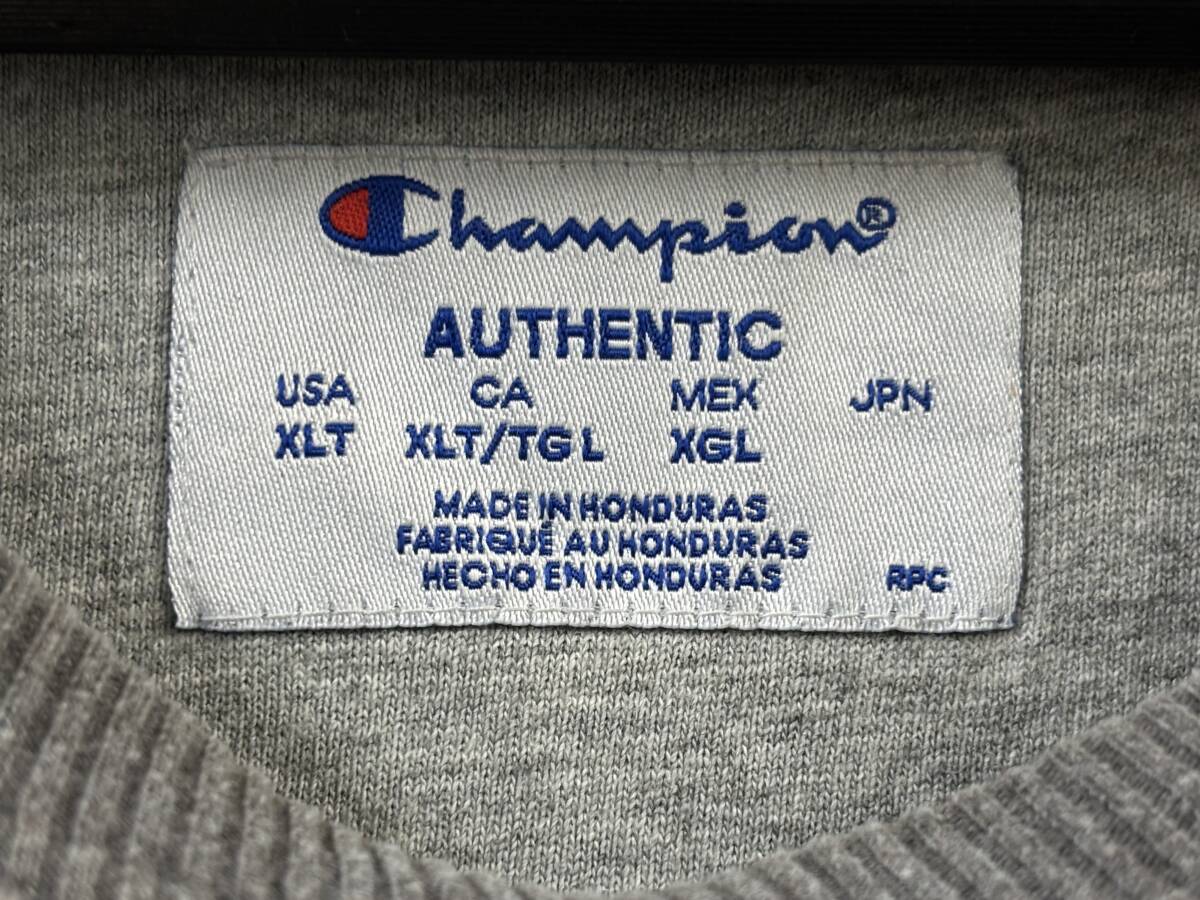 Champion®
AUTHENTIC
USA CA MEX JPN
XLT XLT/TGL XGL
MADE IN HONDURAS
FABRIQUÉ AU HONDURAS
HECHO EN HONDURAS RPC